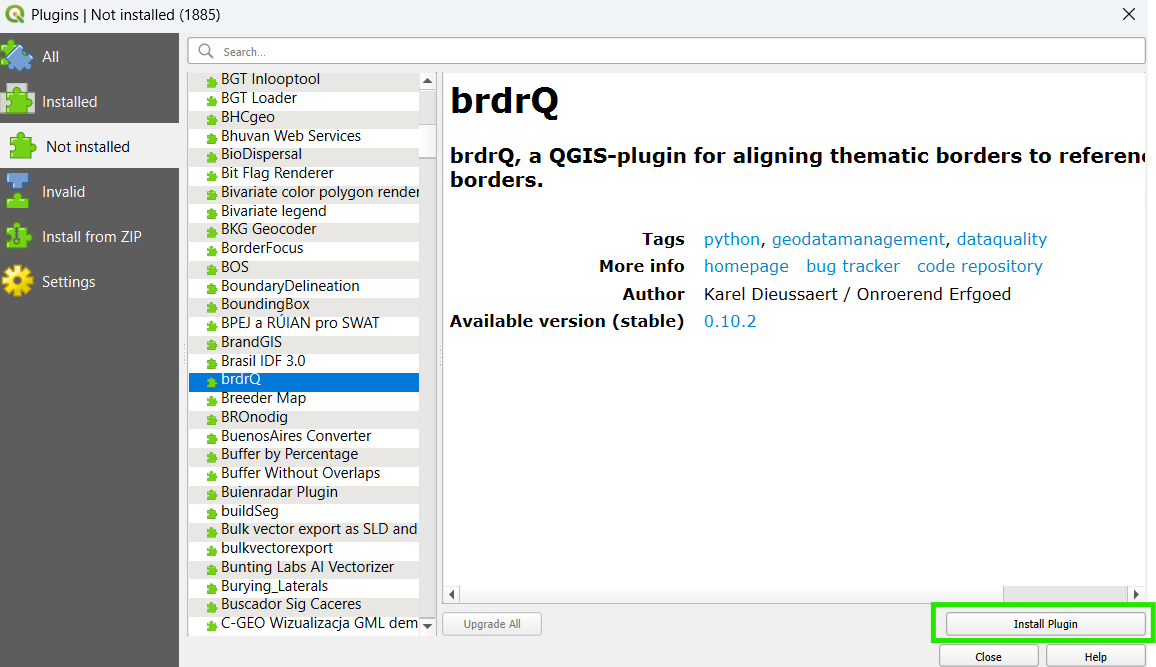 Plugins | Not installed (1885)
All
Installed
Not installed
Invalid
Install from ZIP
Settings
Search...
BGT Inlooptool
BGT Loader
BHCgeo
Bhuvan Web Services
BioDispersal
Bit Flag Renderer
Bivariate color polygon render
Bivariate legend
BKG Geocoder
BorderFocus
BOS
BoundaryDelineation
BoundingBox
BPEJ a RÚIAN pro SWAT
BrandGIS
Brasil IDF 3.0
brdrQ
Breeder Map
BROnodig
BuenosAires Converter
Buffer by Percentage
Buffer Without Overlaps
Buienradar Plugin
buildSeg
Bulk vector export as SLD and
bulkvectorexport
Bunting Labs AI Vectorizer
Burying_Laterals
Buscador Sig Caceres
C-GEO Wizualizacja GML dem
brdrQ
brdrQ, a QGIS-plugin for aligning thematic borders to referen
borders.
Tags python, geodatamanagement, dataquality
More info homepage bug tracker code repository
Author Karel Dieussaert / Onroerend Erfgoed
Available version (stable) 0.10.2
Upgrade All
Install Plugin
Close
Help